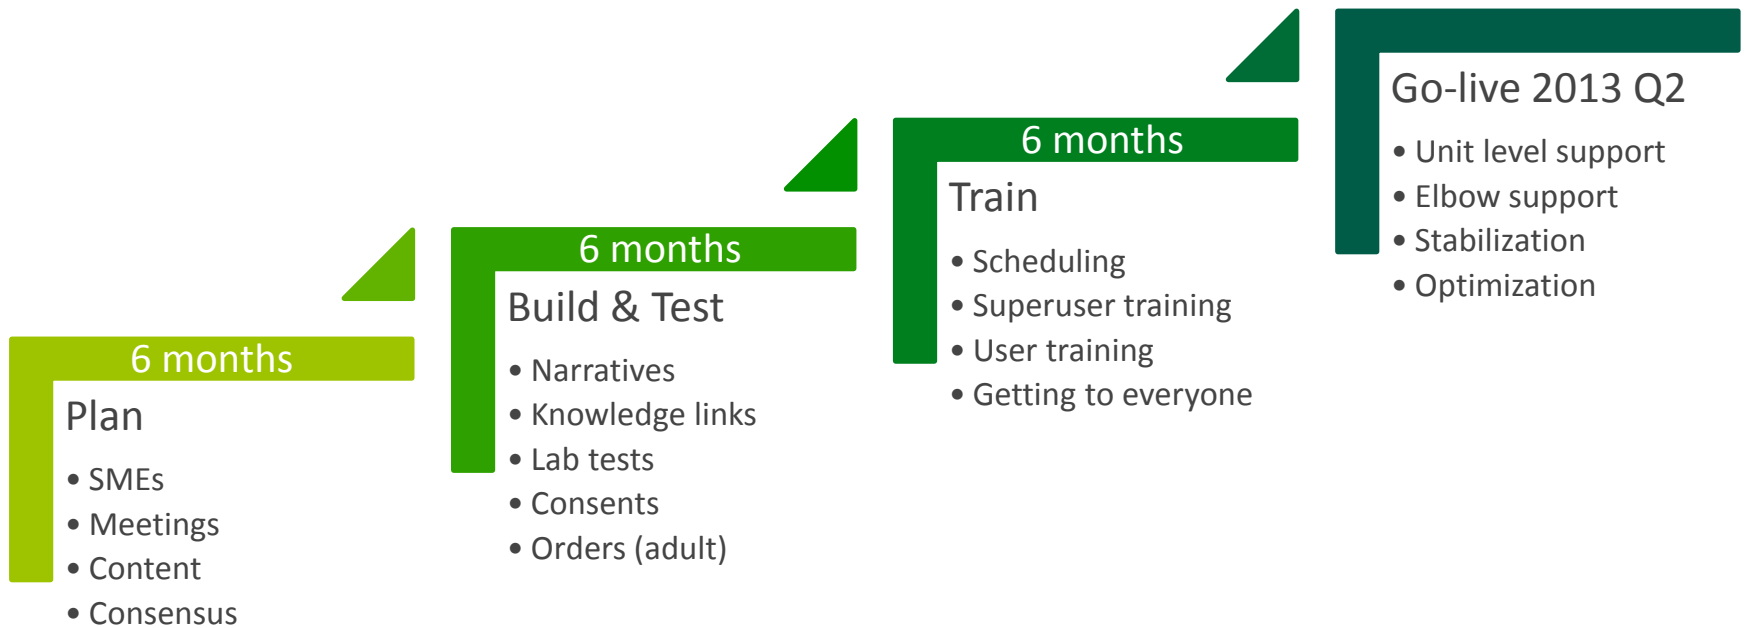 6 months
Plan
• SMEs
• Meetings
• Content
• Consensus
6 months
Build & Test
• Narratives
• Knowledge links
• Lab tests
• Consents
• Orders (adult)
6 months
Train
• Scheduling
• Superuser training
• User training
• Getting to everyone
Go-live 2013 Q2
• Unit level support
• Elbow support
• Stabilization
• Optimization